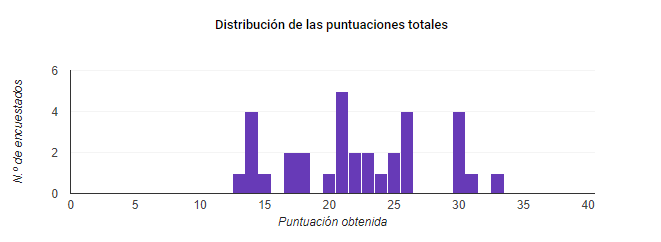 Distribución de las puntuaciones totales
N.º de encuestados
6
4
2
0
0 5 10 15 20 25 30 35 40
Puntuación obtenida